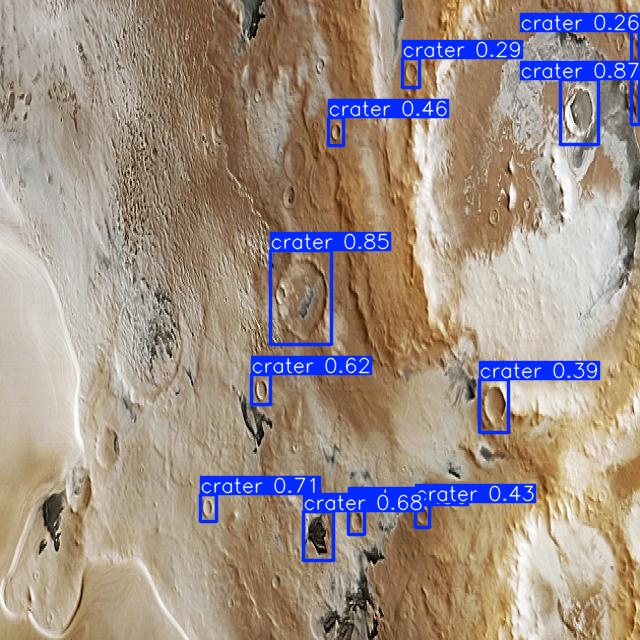 crater 0.26
crater 0.29
crater 0.87
crater 0.46
crater 0.85
crater 0.62
crater 0.39
crater 0.71
crater 0.68
crater 0.43